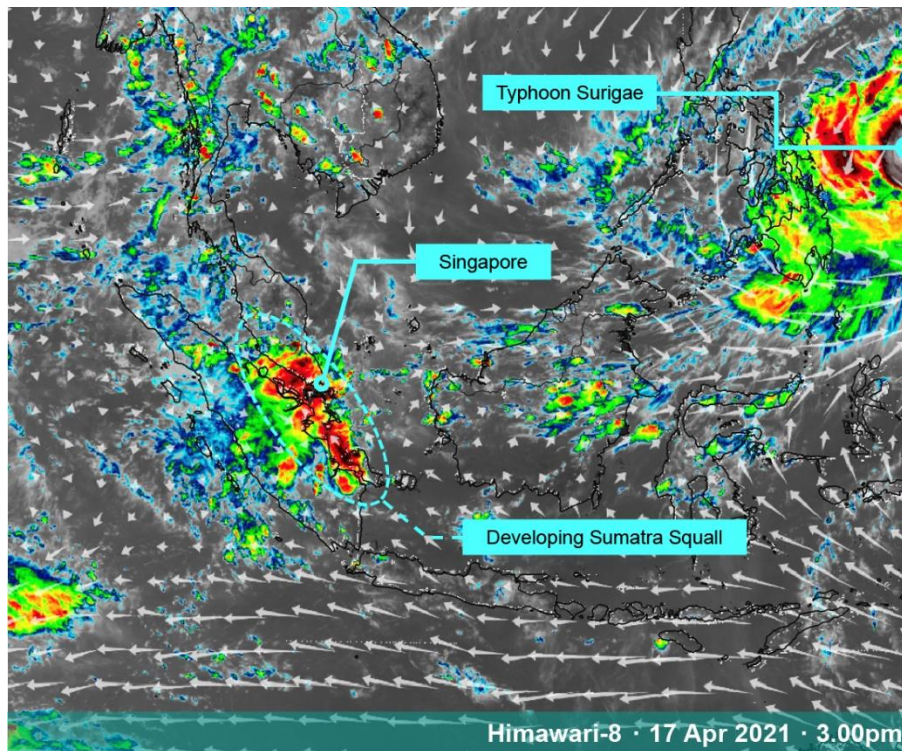 Typhoon Surigae
Singapore
Developing Sumatra Squall
Himawari-8 · 17 Apr 2021 · 3.00pm